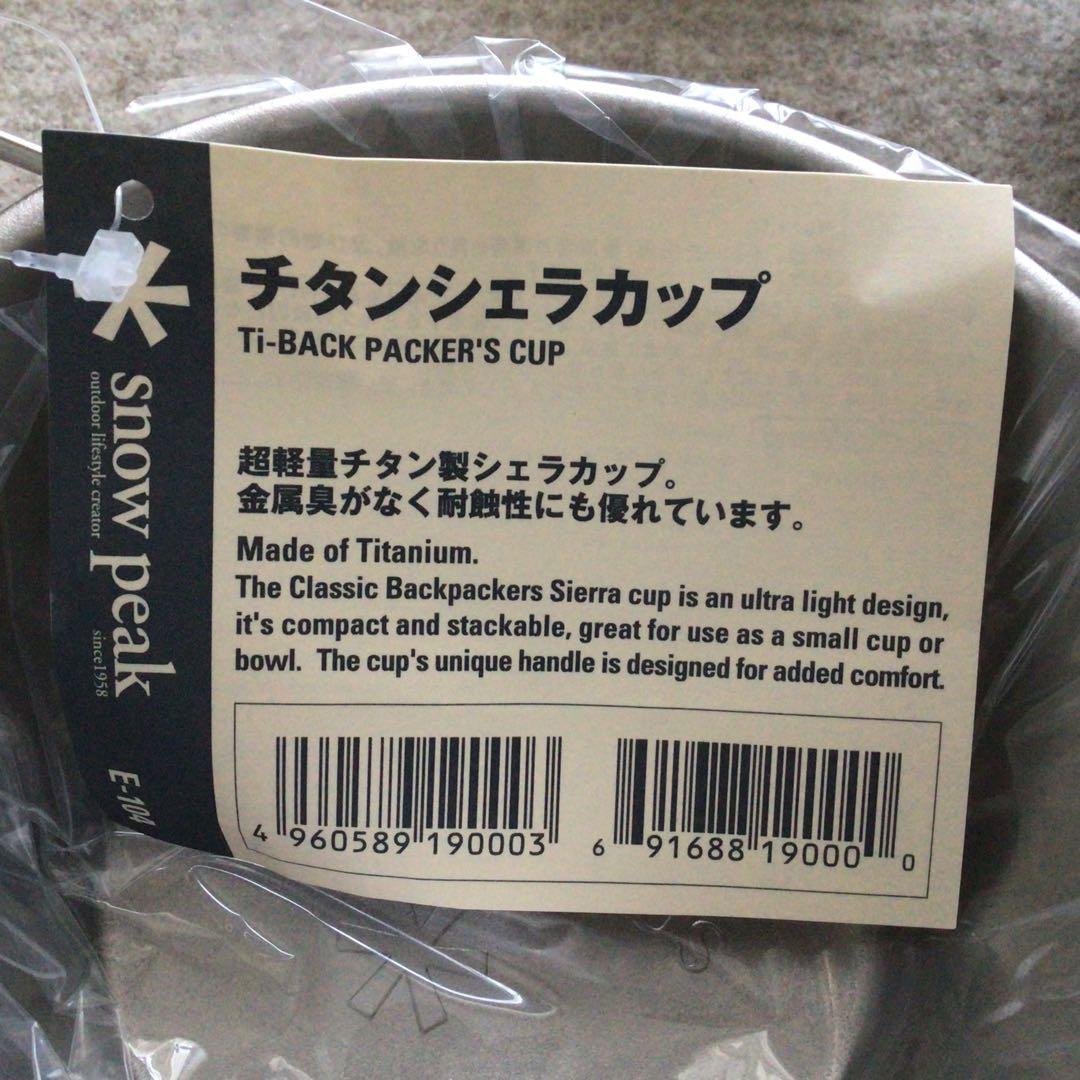 snow peak
outdoor lifestyle creator
since1958
E-104
チタンシェラカップ
Ti-BACK PACKER'S CUP
超軽量チタン製シェラカップ。
金属臭がなく耐蝕性にも優れています。
Made of Titanium.
The Classic Backpackers Sierra cup is an ultra light design,
it's compact and stackable, great for use as a small cup or
bowl. The cup's unique handle is designed for added comfort.
4 960589 190003
6 91688 19000 0